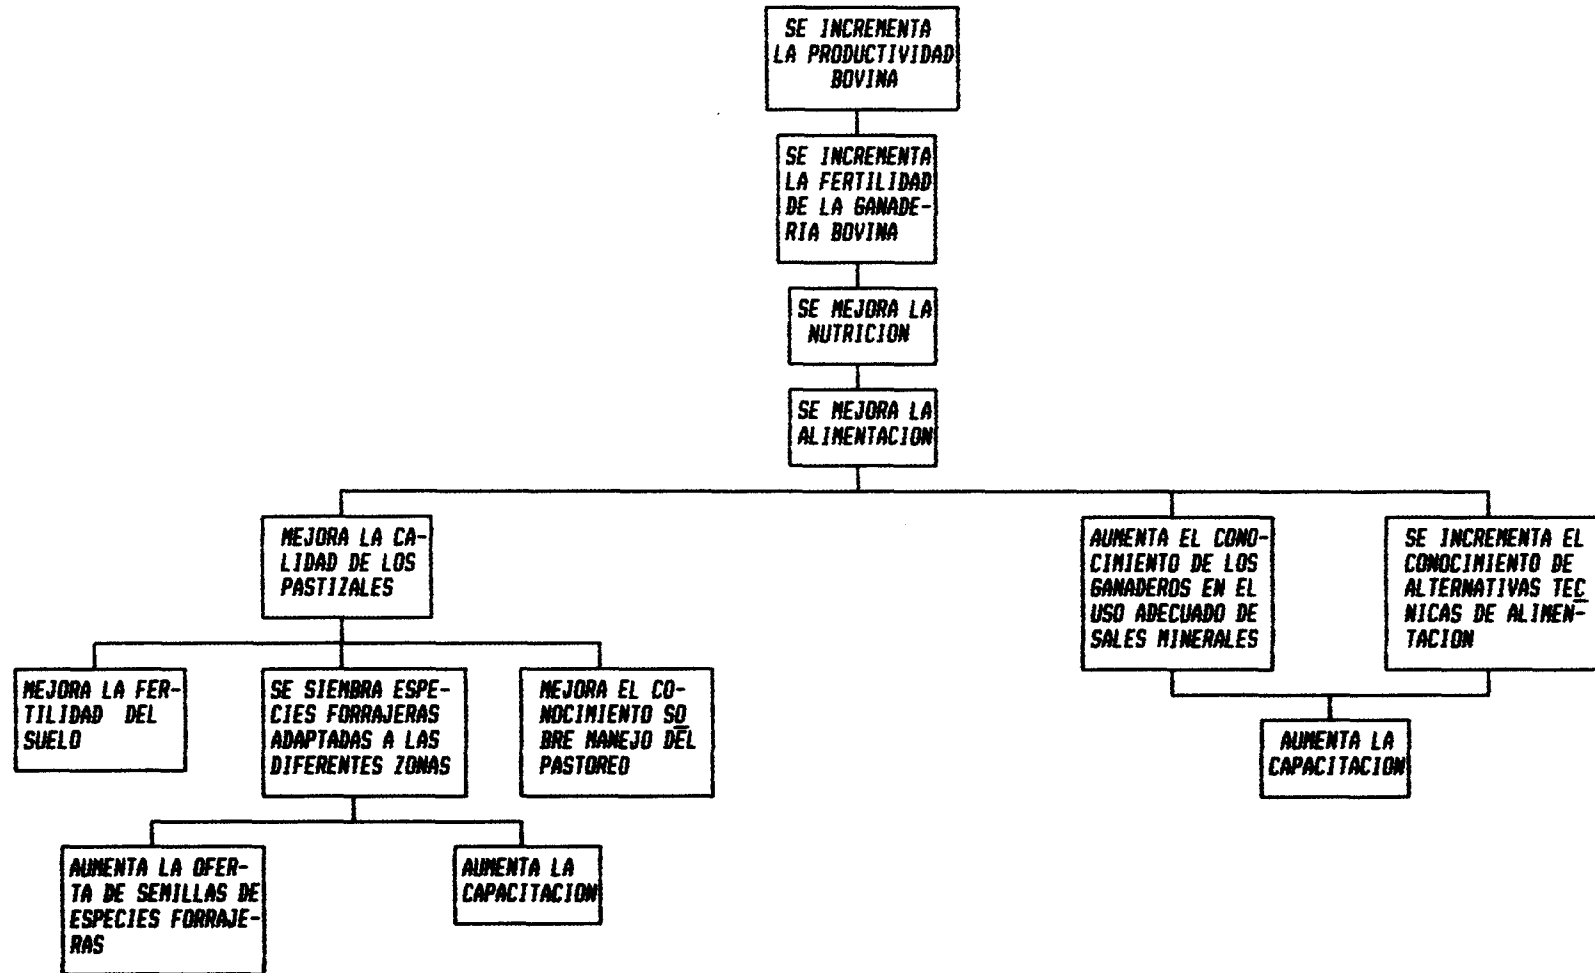 SE INCREMENTA
LA PRODUCTIVIDAD
BOVINA
SE INCREMENTA
LA FERTILIDAD
DE LA GANADE-
RIA BOVINA
SE MEJORA LA
NUTRICION
SE MEJORA LA
ALIMENTACION
MEJORA LA CA-
LIDAD DE LOS
PASTIZALES
AUMENTA EL CONO-
CIMIENTO DE LOS
GANADEROS EN EL
USO ADECUADO DE
SALES MINERALES
SE INCREMENTA EL
CONOCIMIENTO DE
ALTERNATIVAS TEC
NICAS DE ALIMEN-
TACION
MEJORA LA FER-
TILIDAD DEL
SUELO
SE SIEMBRA ESPE-
CIES FORRAJERAS
ADAPTADAS A LAS
DIFERENTES ZONAS
MEJORA EL CO-
NOCIMIENTO SO
BRE MANEJO DEL
PASTOREO
AUMENTA LA
CAPACITACION
AUMENTA LA OFER-
TA DE SEMILLAS DE
ESPECIES FORRAJE-
RAS
AUMENTA LA
CAPACITACION